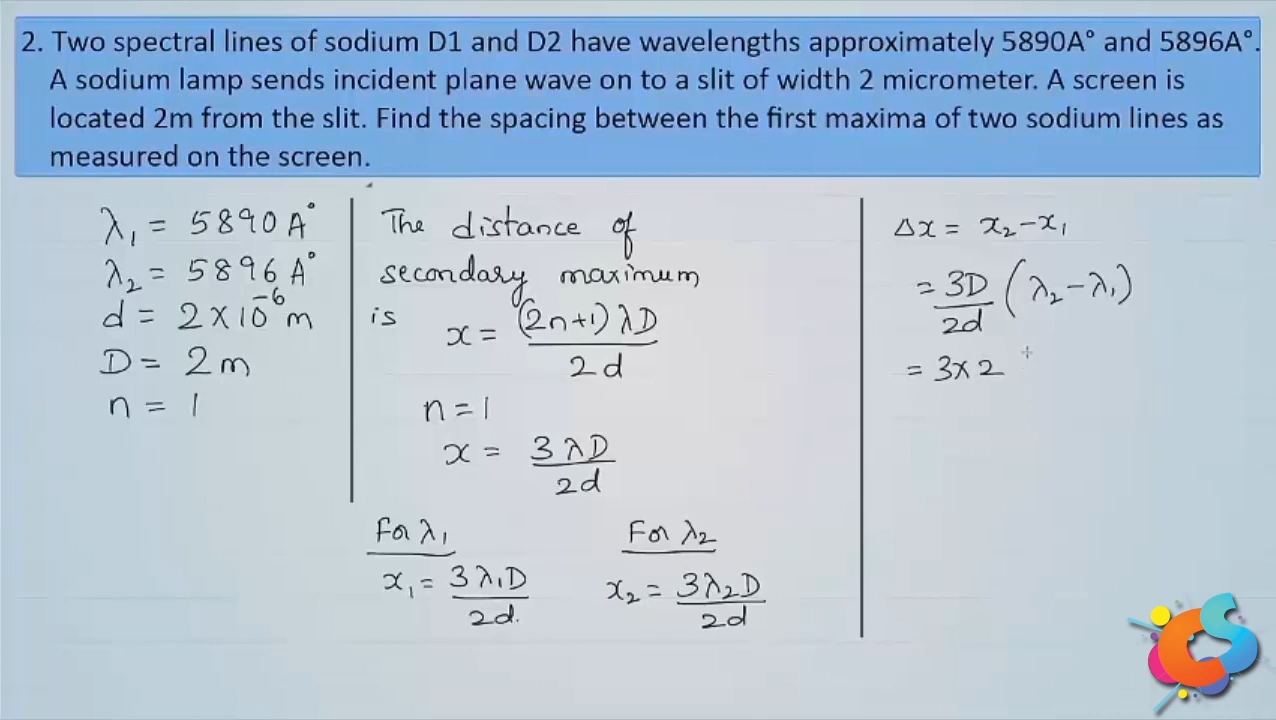 2. Two spectral lines of sodium D1 and D2 have wavelengths approximately 5890A° and 5896A°.
A sodium lamp sends incident plane wave on to a slit of width 2 micrometer. A screen is
located 2m from the slit. Find the spacing between the first maxima of two sodium lines as
measured on the screen.
λ₁ = 5890 A°
λ₂ = 5896 A°
d = 2×10⁻⁶ m
D = 2m
n = 1
The distance of
secondary maximum
is x = (2n+1) λD / 2d
n = 1
x = 3λD / 2d
For λ₁
x₁ = 3λ₁D / 2d.
For λ₂
x₂ = 3λ₂D / 2d
Δx = x₂-x₁
= 3D / 2d (λ₂-λ₁)
= 3×2
CS